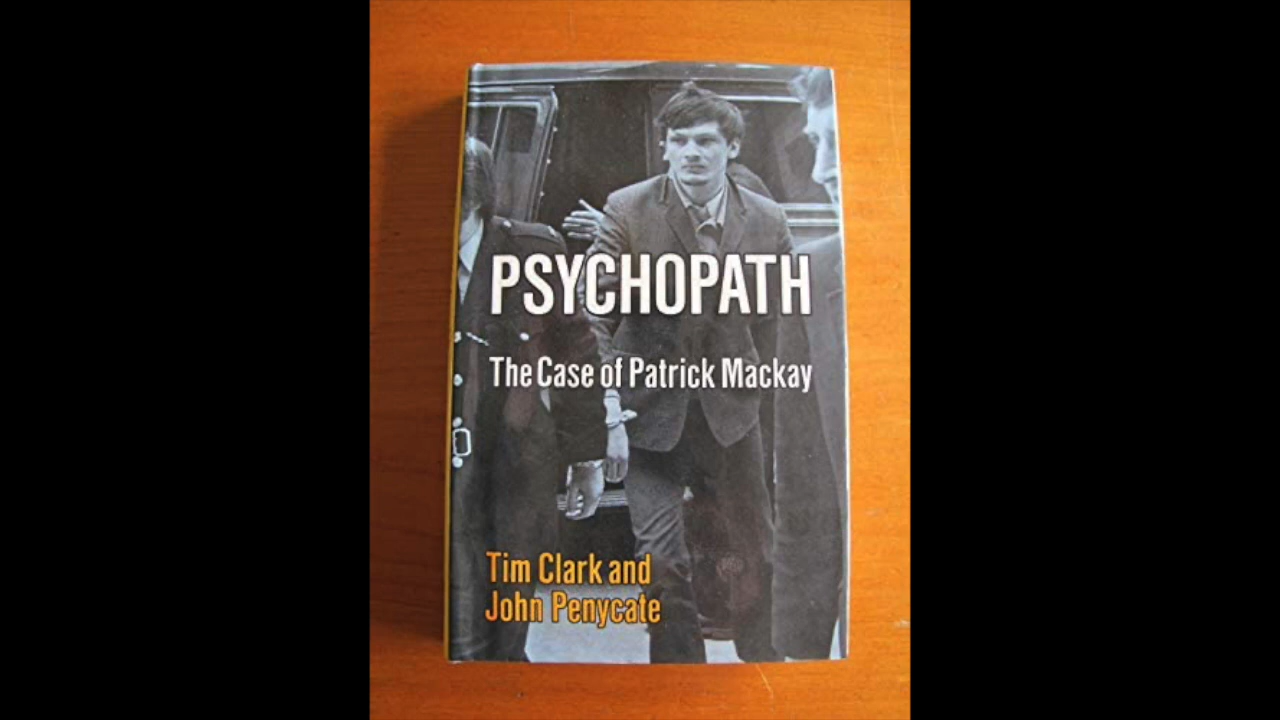 PSYCHOPATH
The Case of Patrick Mackay
Tim Clark and
John Penycate